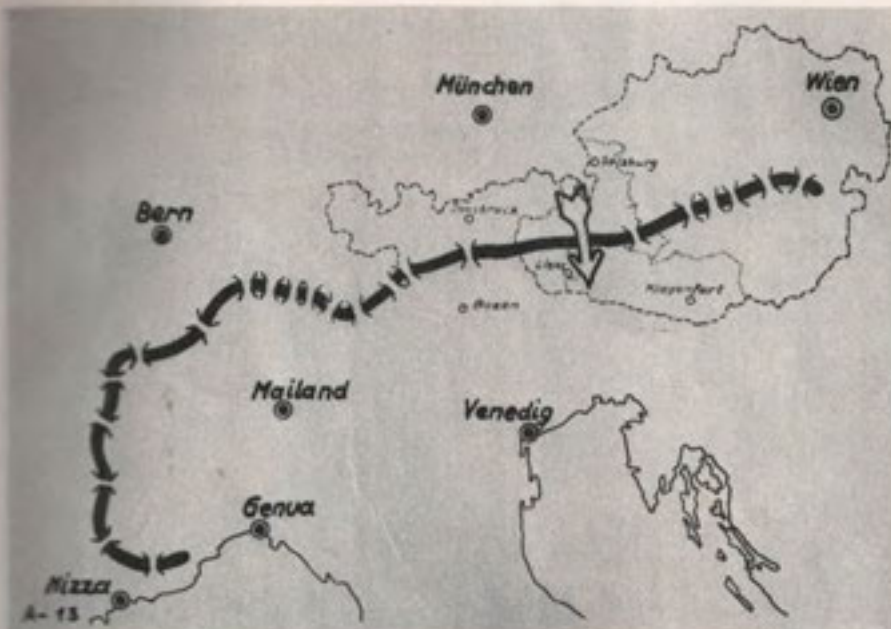 München
Wien
Salzburg
Bern
Innsbruck
Lienz
Klagenfurt
Bozen
Mailand
Venedig
Genua
Nizza
A-13